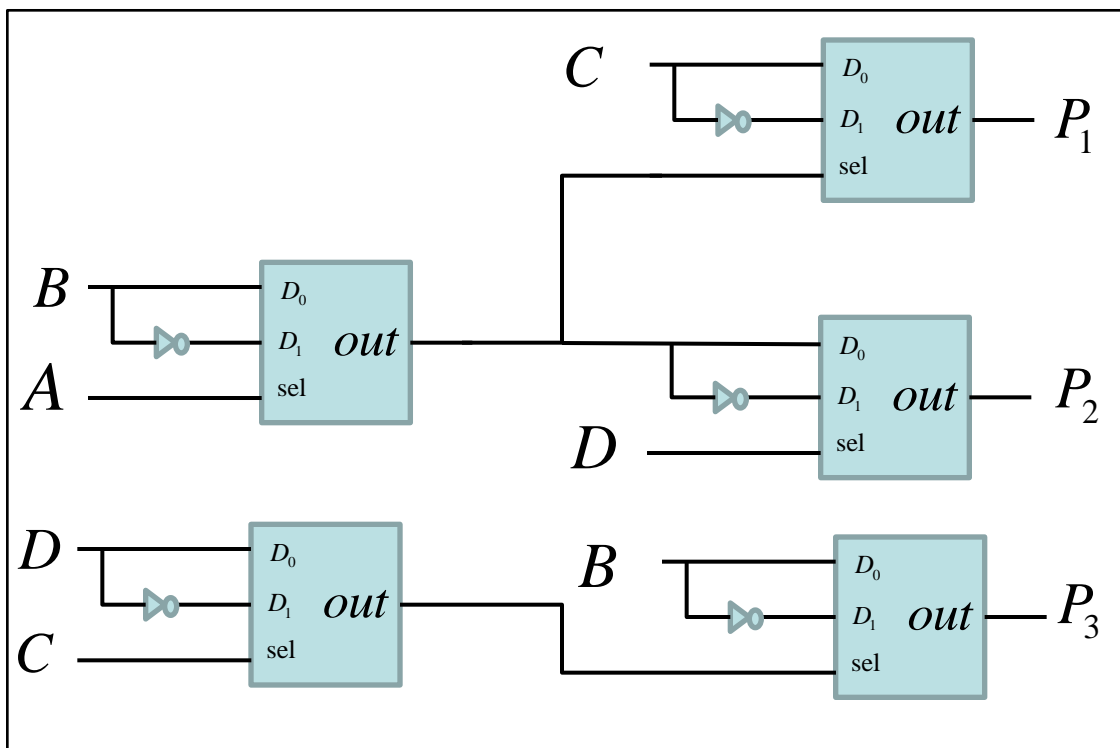 C
D₀
D₁
sel
out
P₁
B
A
D₀
D₁
sel
out
D
D₀
D₁
sel
out
P₂
D
C
D₀
D₁
sel
out
B
D₀
D₁
sel
out
P₃